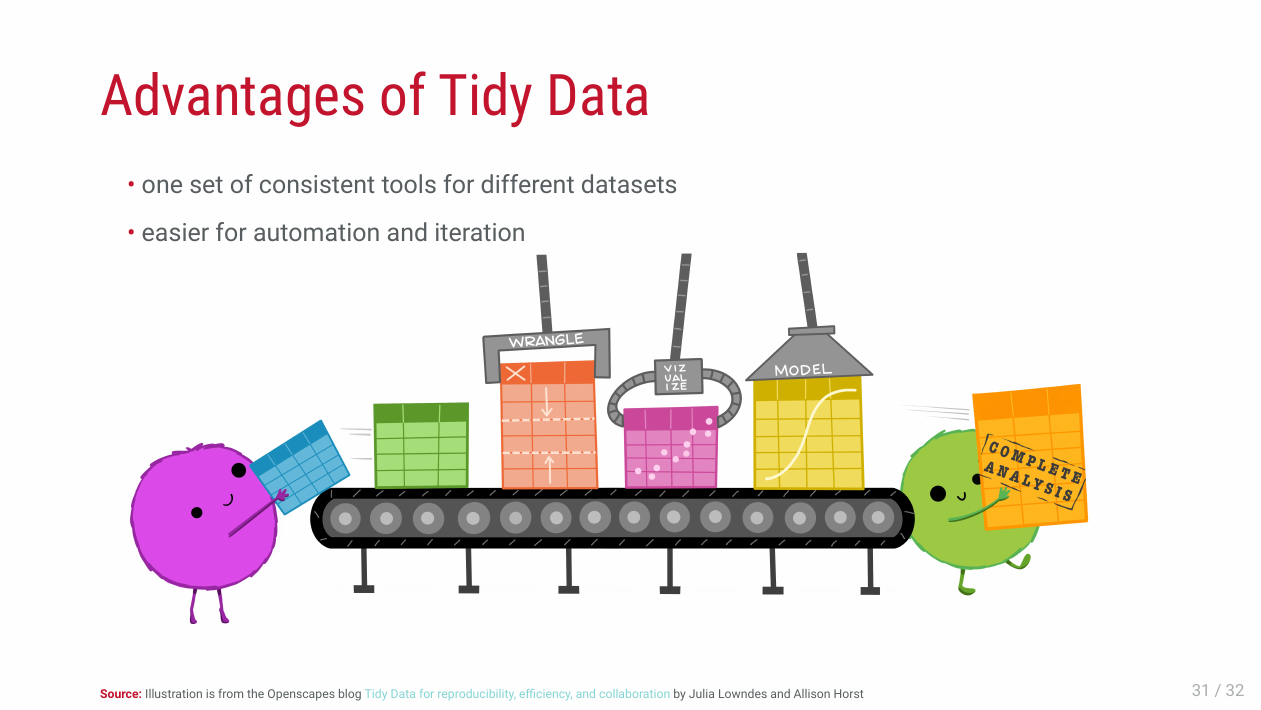 Advantages of Tidy Data
• one set of consistent tools for different datasets
• easier for automation and iteration
WRANGLE
VIZ
UAL
IZE
MODEL
COMPLETE
ANALYSIS
Source: Illustration is from the Openscapes blog Tidy Data for reproducibility, efficiency, and collaboration by Julia Lowndes and Allison Horst
31 / 32